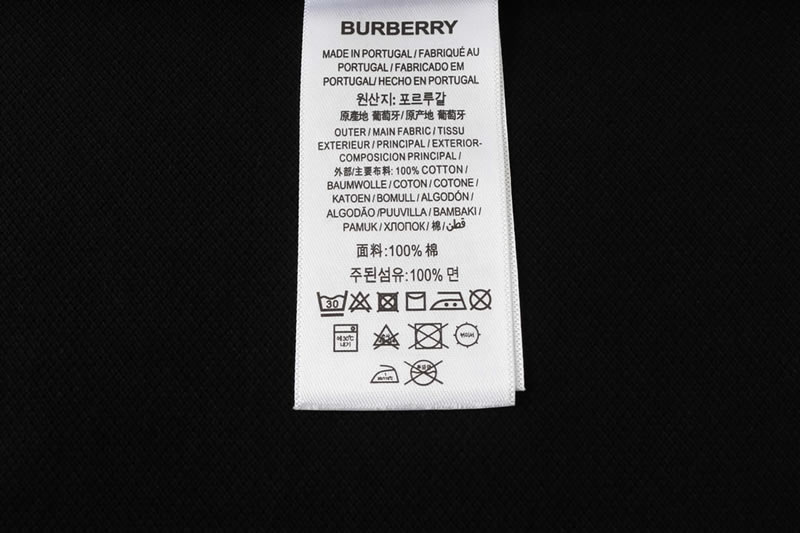 BURBERRY
MADE IN PORTUGAL / FABRIQUÉ AU
PORTUGAL / FABRICADO EM
PORTUGAL/ HECHO EN PORTUGAL
원산지: 포르루갈
原產地 葡萄牙/ 原产地 葡萄牙
OUTER / MAIN FABRIC / TISSU
EXTERIEUR / PRINCIPAL / EXTERIOR-
COMPOSICION PRINCIPAL /
外部/主要布料: 100% COTTON /
BAUMWOLLE / COTON / COTONE /
KATOEN / BOMULL / ALGODÓN /
ALGODÃO /PUUVILLA / BAMBAKI /
PAMUK / ХЛОПОК / 棉 / قطن
面料:100% 棉
주된섬유:100% 면
30